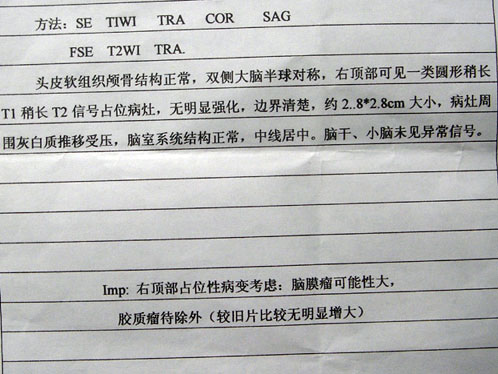 方法：SE TIWI TRA COR SAG
FSE T2WI TRA.
头皮软组织颅骨结构正常，双侧大脑半球对称，右顶部可见一类圆形稍长
T1 稍长 T2 信号占位病灶，无明显强化，边界清楚，约 2..8*2.8cm 大小，病灶周
围灰白质推移受压，脑室系统结构正常，中线居中。脑干、小脑未见异常信号。
Imp: 右顶部占位性病变考虑：脑膜瘤可能性大，
胶质瘤待除外（较旧片比较无明显增大）